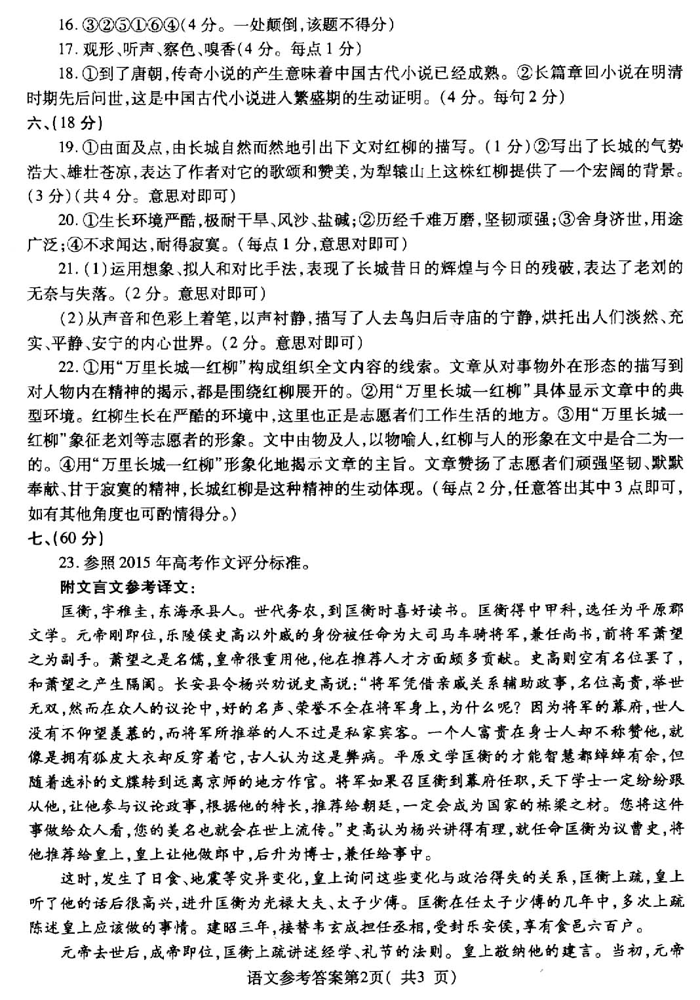 16. ③②⑤①⑥④(4 分。一处颠倒,该题不得分)
17. 观形、听声、察色、嗅香(4 分。每点 1 分)
18. ①到了唐朝,传奇小说的产生意味着中国古代小说已经成熟。②长篇章回小说在明清
时期先后问世,这是中国古代小说进入繁盛期的生动证明。(4 分。每句 2 分)
六、(18 分)
19. ①由面及点,由长城自然而然地引出下文对红柳的描写。(1 分)②写出了长城的气势
浩大、雄壮苍凉,表达了作者对它的歌颂和赞美,为犁辕山上这株红柳提供了一个宏阔的背景。
(3 分)(共 4 分。意思对即可)
20. ①生长环境严酷,极耐干旱、风沙、盐碱;②历经千难万磨,坚韧顽强;③舍身济世,用途
广泛;④不求闻达,耐得寂寞。(每点 1 分,意思对即可)
21. (1)运用想象、拟人和对比手法,表现了长城昔日的辉煌与今日的残破,表达了老刘的
无奈与失落。(2 分。意思对即可)
(2)从声音和色彩上着笔,以声衬静,描写了人去鸟归后寺庙的宁静,烘托出人们淡然、充
实、平静、安宁的内心世界。(2 分。意思对即可)
22. ①用“万里长城一红柳”构成组织全文内容的线索。文章从对事物外在形态的描写到
对人物内在精神的揭示,都是围绕红柳展开的。②用“万里长城一红柳”具体显示文章中的典
型环境。红柳生长在严酷的环境中,这里也正是志愿者们工作生活的地方。③用“万里长城一
红柳”象征老刘等志愿者的形象。文中由物及人,以物喻人,红柳与人的形象在文中是合二为一
的。④用“万里长城一红柳”形象化地揭示文章的主旨。文章赞扬了志愿者们顽强坚韧、默默
奉献、甘于寂寞的精神,长城红柳是这种精神的生动体现。(每点 2 分,任意答出其中 3 点即可,
如有其他角度也可酌情得分。)
七、(60 分)
23. 参照 2015 年高考作文评分标准。
附文言文参考译文:
匡衡,字稚圭,东海承县人。世代务农,到匡衡时喜好读书。匡衡得中甲科,选任为平原郡
文学。元帝刚即位,乐陵侯史高以外戚的身份被任命为大司马车骑将军,兼任尚书,前将军萧望
之为副手。萧望之是名儒,皇帝很重用他,他在推荐人才方面颇多贡献。史高则空有名位罢了,
和萧望之产生隔阂。长安县令杨兴劝说史高说:“将军凭借亲戚关系辅助政事,名位高贵,举世
无双,然而在众人的议论中,好的名声、荣誉不全在将军身上,为什么呢? 因为将军的幕府,世人
没有不仰望羡慕的,而将军所推举的人不过是私家宾客。一个人富贵在身士人却不称赞他,就
像是拥有狐皮大衣却反穿着它,古人认为这是弊病。平原文学匡衡的才能智慧都绰绰有余,但
随着选补的文牒转到远离京师的地方作官。将军如果召匡衡到幕府任职,天下学士一定纷纷跟
从他,让他参与议论政事,根据他的特长,推荐给朝廷,一定会成为国家的栋梁之材。您将这件
事做给众人看,您的美名也就会在世上流传。”史高认为杨兴讲得有理,就任命匡衡为议曹史,将
他推荐给皇上,皇上让他做郎中,后升为博士,兼任给事中。
这时,发生了日食、地震等灾异变化,皇上询问这些变化与政治得失的关系,匡衡上疏,皇上
听了他的话后很高兴,进升匡衡为光禄大夫、太子少傅。匡衡在任太子少傅的几年中,多次上疏
陈述皇上应该做的事情。建昭三年,接替韦玄成担任丞相,受封乐安侯,享有食邑六百户。
元帝去世后,成帝即位,匡衡上疏讲述经学、礼节的法则。皇上敬纳他的建言。当初,元帝
语文参考答案第2页( 共3 页)